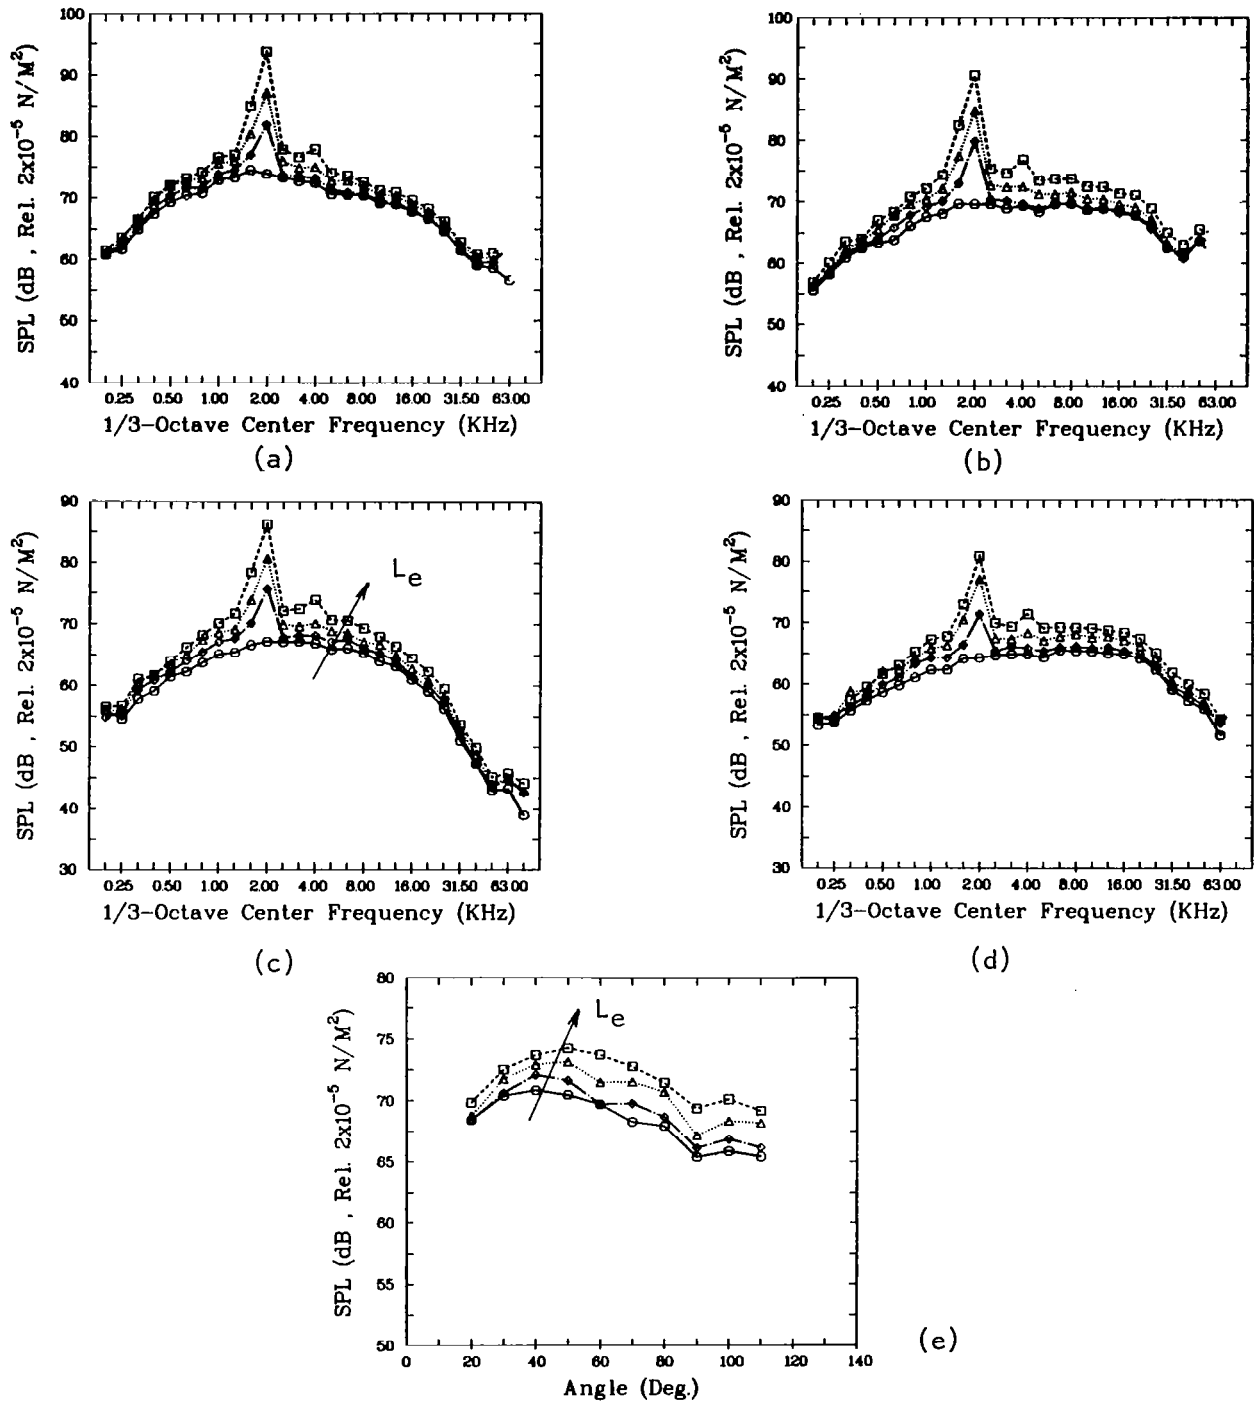 100
90
80
70
60
50
40
SPL (dB , Rel. 2x10⁻⁵ N/M²)
0.25 0.50 1.00 2.00 4.00 8.00 16.00 31.50 63.00
1/3-Octave Center Frequency (KHz)
(a)
100
90
80
70
60
50
40
SPL (dB , Rel. 2x10⁻⁵ N/M²)
0.25 0.50 1.00 2.00 4.00 8.00 16.00 31.50 63.00
1/3-Octave Center Frequency (KHz)
(b)
90
80
70
60
50
40
30
SPL (dB , Rel. 2x10⁻⁵ N/M²)
Lₑ
0.25 0.50 1.00 2.00 4.00 8.00 16.00 31.50 63.00
1/3-Octave Center Frequency (KHz)
(c)
90
80
70
60
50
40
30
SPL (dB , Rel. 2x10⁻⁵ N/M²)
0.25 0.50 1.00 2.00 4.00 8.00 16.00 31.50 63.00
1/3-Octave Center Frequency (KHz)
(d)
80
75
70
65
60
55
50
SPL (dB , Rel. 2x10⁻⁵ N/M²)
Lₑ
0 20 40 60 80 100 120 140
Angle (Deg.)
(e)